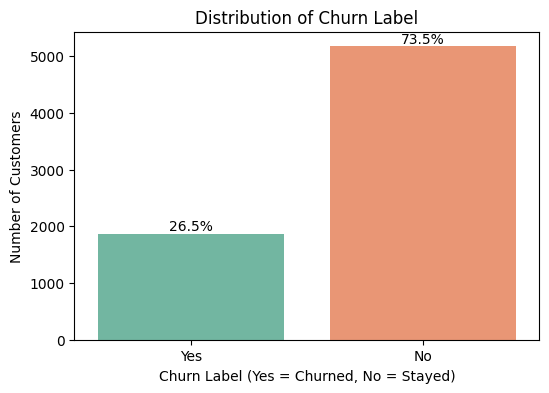 Distribution of Churn Label
73.5%
26.5%
Number of Customers
5000
4000
3000
2000
1000
0
Yes
No
Churn Label (Yes = Churned, No = Stayed)